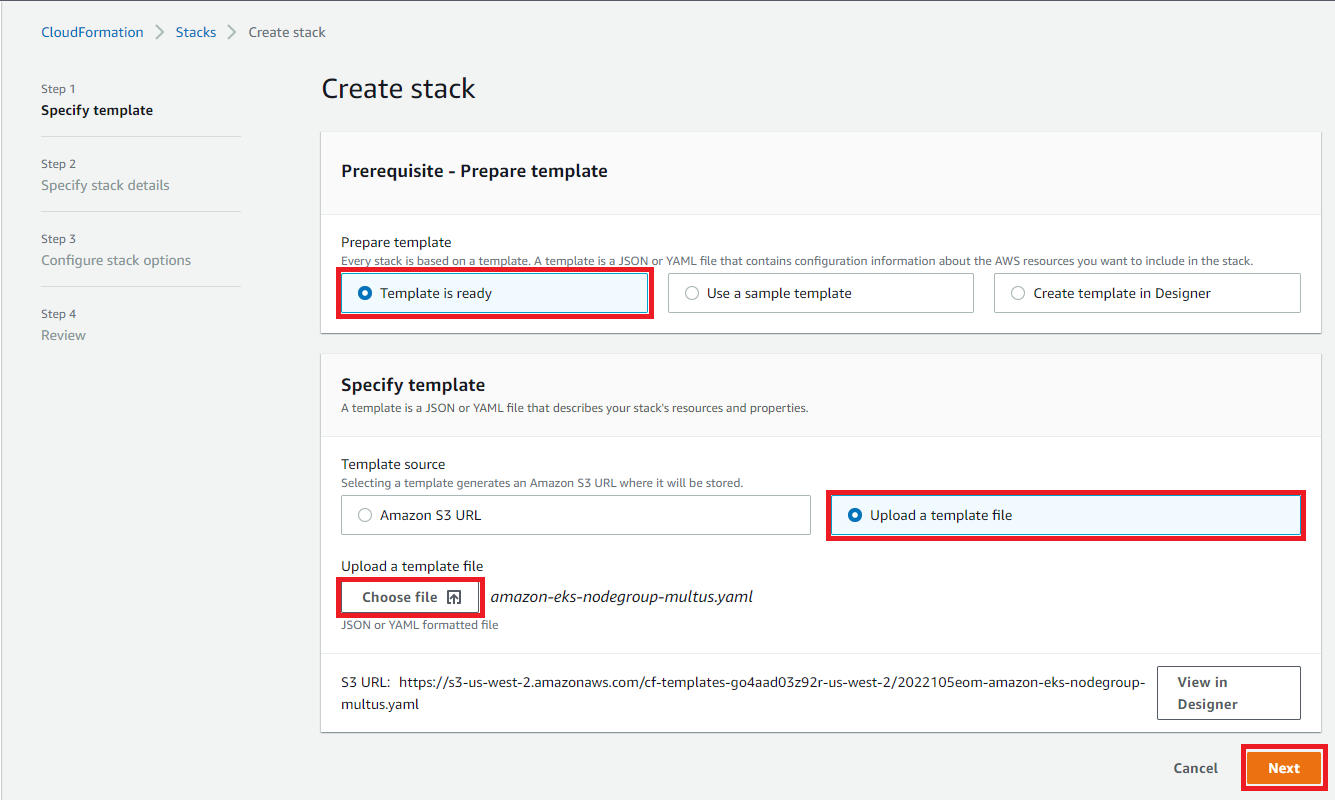 CloudFormation > Stacks > Create stack
Step 1
Specify template
Step 2
Specify stack details
Step 3
Configure stack options
Step 4
Review
Create stack
Prerequisite - Prepare template
Prepare template
Every stack is based on a template. A template is a JSON or YAML file that contains configuration information about the AWS resources you want to include in the stack.
Template is ready
Use a sample template
Create template in Designer
Specify template
A template is a JSON or YAML file that describes your stack's resources and properties.
Template source
Selecting a template generates an Amazon S3 URL where it will be stored.
Amazon S3 URL
Upload a template file
Upload a template file
Choose file amazon-eks-nodegroup-multus.yaml
JSON or YAML formatted file
S3 URL: https://s3-us-west-2.amazonaws.com/cf-templates-go4aad03z92r-us-west-2/2022105eom-amazon-eks-nodegroup-
multus.yaml
View in
Designer
Cancel
Next